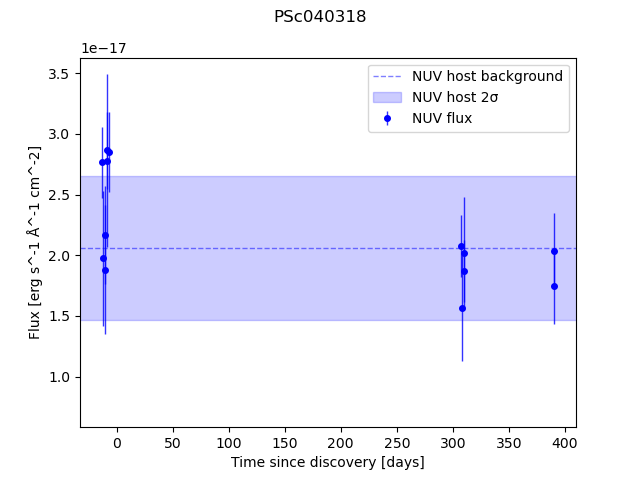 PSc040318
1e−17
3.5
3.0
2.5
2.0
1.5
1.0
Flux [erg s^-1 Å^-1 cm^-2]
NUV host background
NUV host 2σ
NUV flux
0 50 100 150 200 250 300 350 400
Time since discovery [days]